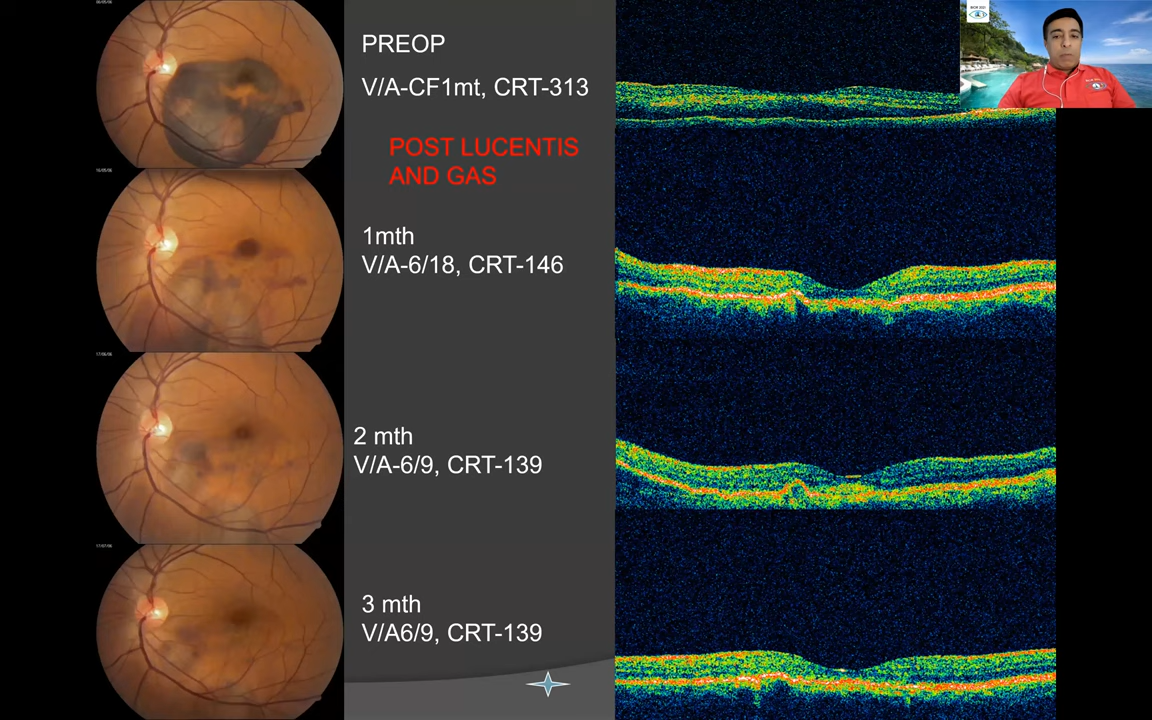 PREOP
V/A-CF1mt, CRT-313
POST LUCENTIS
AND GAS
1mth
V/A-6/18, CRT-146
2 mth
V/A-6/9, CRT-139
3 mth
V/A6/9, CRT-139